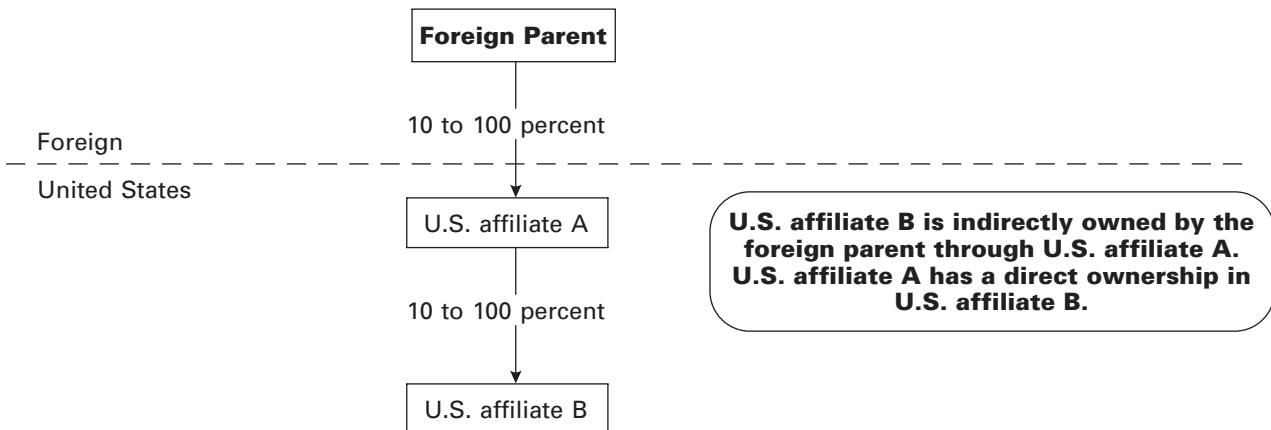 Foreign Parent
10 to 100 percent
Foreign
United States
U.S. affiliate A
U.S. affiliate B is indirectly owned by the
foreign parent through U.S. affiliate A.
U.S. affiliate A has a direct ownership in
U.S. affiliate B.
10 to 100 percent
U.S. affiliate B